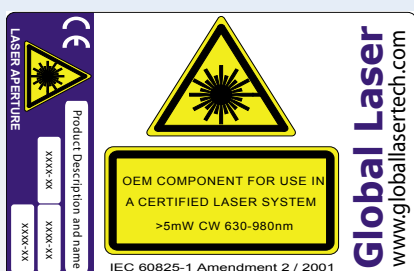 LASER APERTURE
CE
Product Description and name
xxxx-xx
xxxx-xx
xxxx-xx
OEM COMPONENT FOR USE IN
A CERTIFIED LASER SYSTEM
>5mW CW 630-980nm
IEC 60825-1 Amendment 2 / 2001
Global Laser
www.globallasertech.com